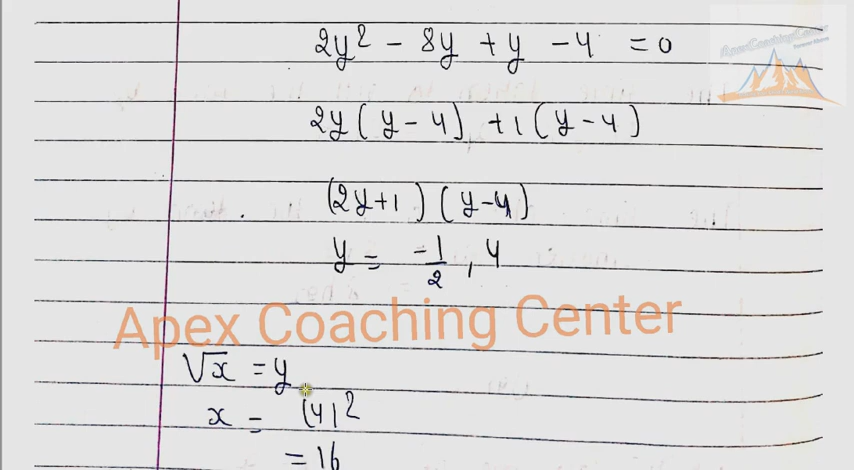 2y² - 8y + y - 4 = 0
ApexCoachingCenter
2y ( y - 4 ) + 1 ( y - 4 )
(2y+1 ) ( y-4 )
y = -1/2 , 4
Apex Coaching Center
√x = y
x = (4)²
= 16